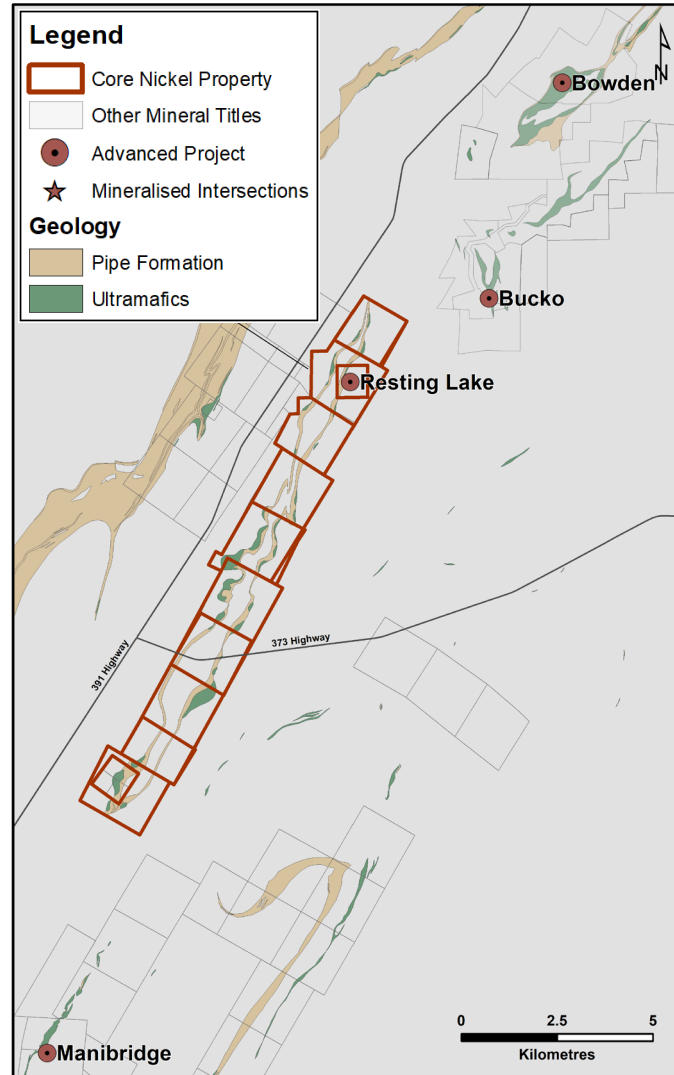 Legend
Core Nickel Property
Other Mineral Titles
Advanced Project
Mineralised Intersections
Geology
Pipe Formation
Ultramafics
N
Bowden
Bucko
Resting Lake
373 Highway
391 Highway
Manibridge
0 2.5 5
Kilometres